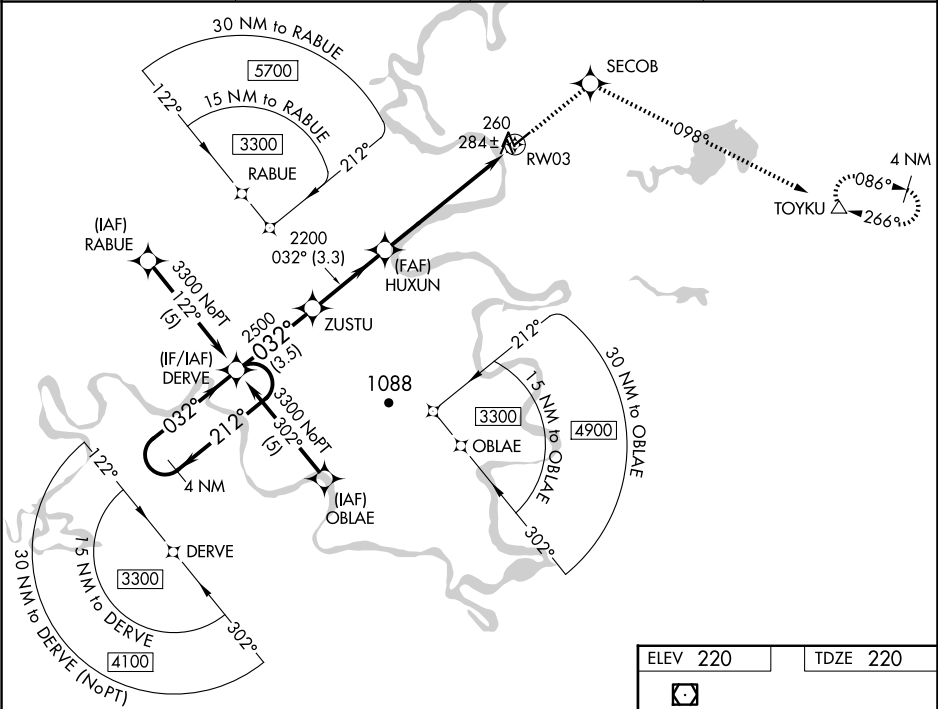 30 NM to RABUE
5700
122°
15 NM to RABUE
3300
212°
RABUE
SECOB
260
284±
RW03
098°
4 NM
086°
266°
TOYKU
2200
032° (3.3)
(IAF)
RABUE
3300 NoPT
122°
(5)
(FAF)
HUXUN
ZUSTU
2500
032°
(3.5)
(IF/IAF)
DERVE
032°
212°
4 NM
3300 NoPT
302°
(5)
(IAF)
OBLAE
1088
212°
30 NM to OBLAE
15 NM to OBLAE
3300
4900
OBLAE
302°
122°
DERVE
3300
15 NM to DERVE
302°
4100
30 NM to DERVE (NoPT)
ELEV 220
TDZE 220